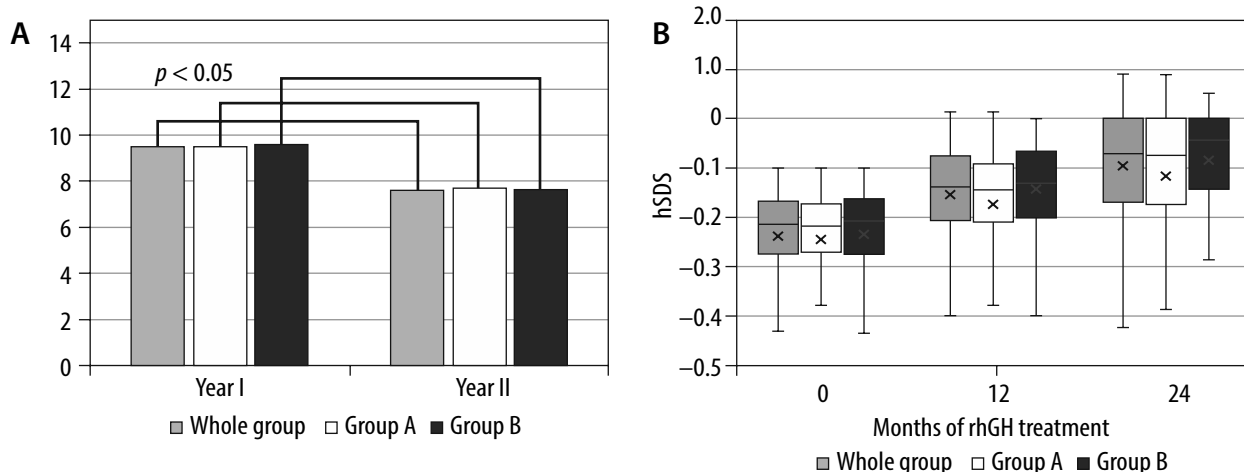 A
14
12
10
8
6
4
2
0
p < 0.05
Year I Year II
Whole group Group A Group B
B
hSDS
2.0
1.0
0
–0.1
–0.2
–0.3
–0.4
–0.5
0 12 24
Months of rhGH treatment
Whole group Group A Group B